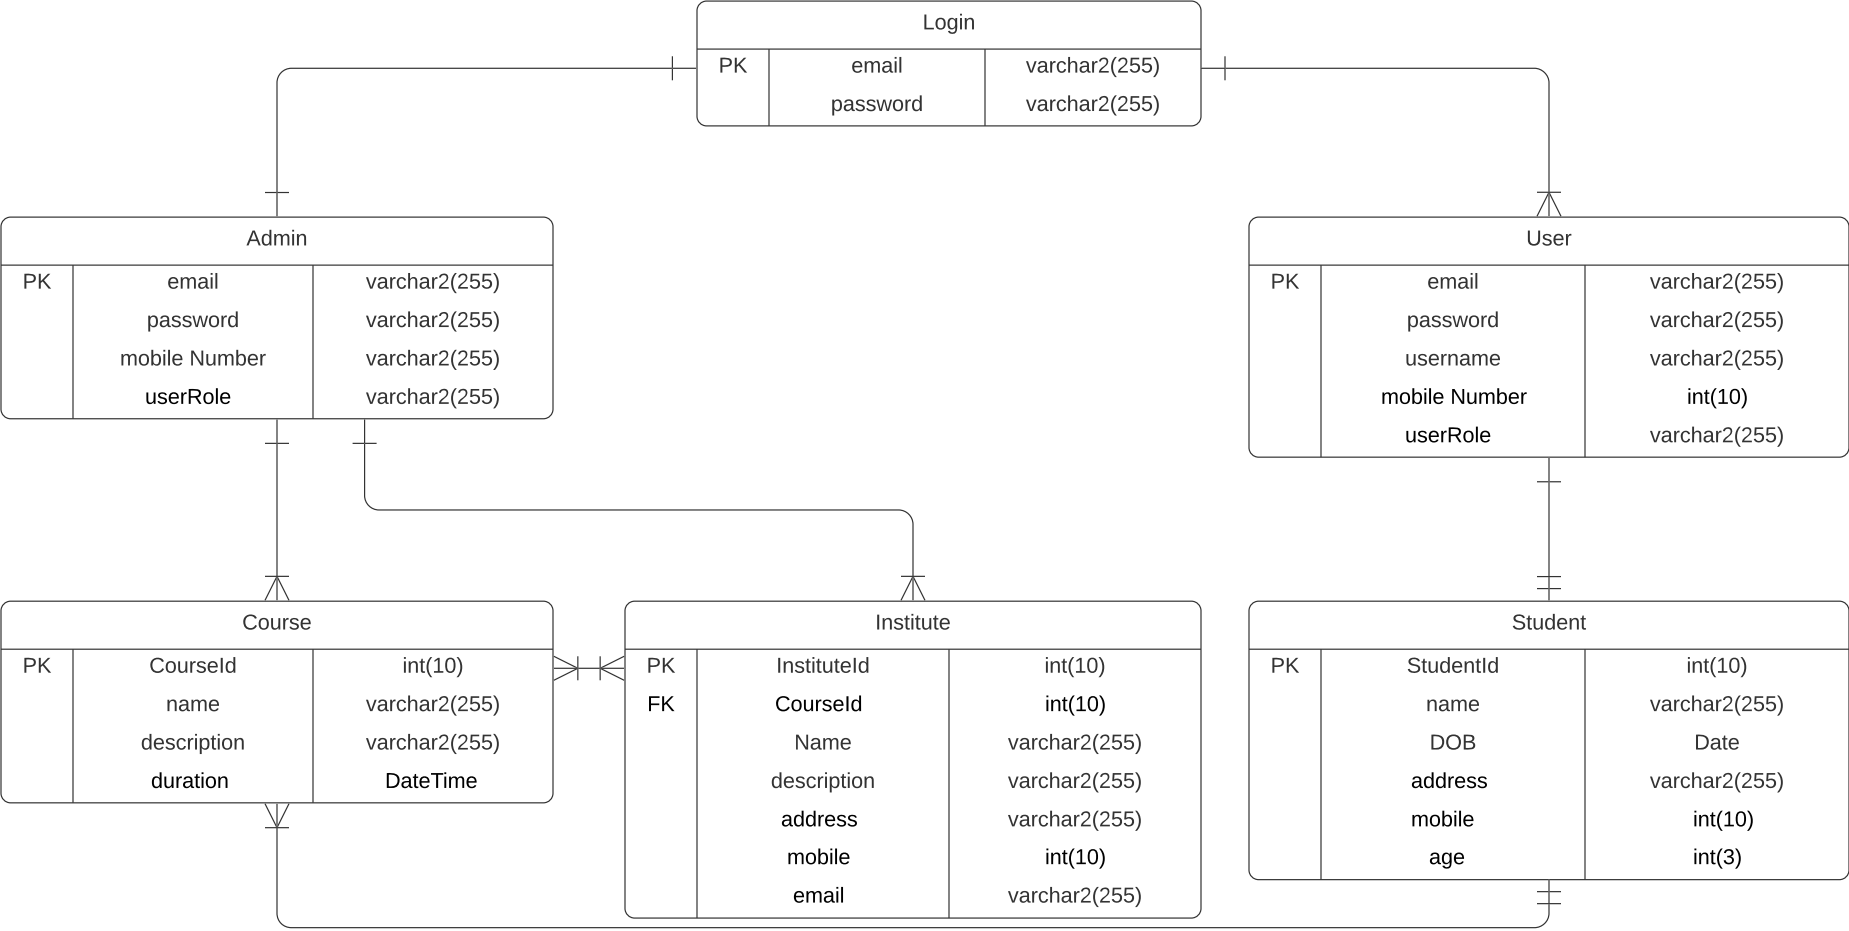 Login
PK email varchar2(255)
password varchar2(255)
Admin
PK email varchar2(255)
password varchar2(255)
mobile Number varchar2(255)
userRole varchar2(255)
User
PK email varchar2(255)
password varchar2(255)
username varchar2(255)
mobile Number int(10)
userRole varchar2(255)
Course
PK CourseId int(10)
name varchar2(255)
description varchar2(255)
duration DateTime
Institute
PK InstituteId int(10)
FK CourseId int(10)
Name varchar2(255)
description varchar2(255)
address varchar2(255)
mobile int(10)
email varchar2(255)
Student
PK StudentId int(10)
name varchar2(255)
DOB Date
address varchar2(255)
mobile int(10)
age int(3)